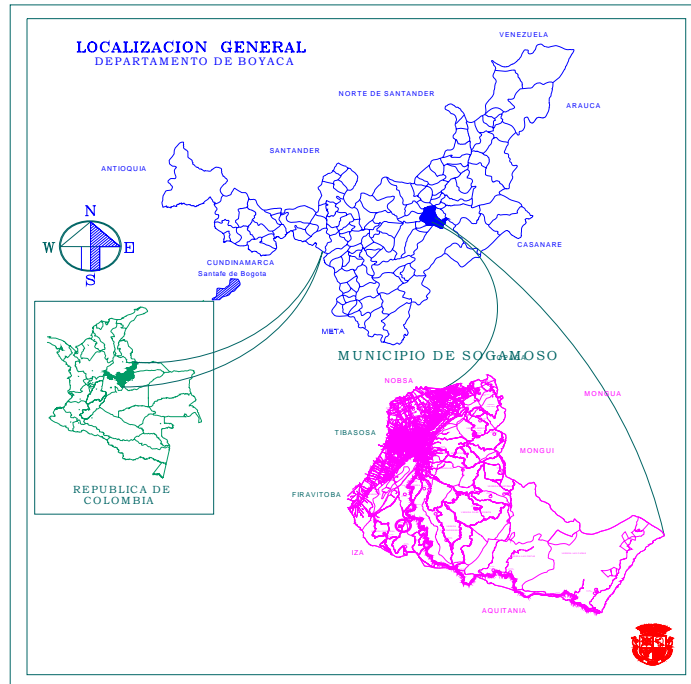 LOCALIZACION GENERAL
DEPARTAMENTO DE BOYACA
VENEZUELA
NORTE DE SANTANDER
ARAUCA
SANTANDER
ANTIOQUIA
N
W E
S
CASANARE
CUNDINAMARCA
Santafe de Bogota
META
MUNICIPIO DE SOGAMOSO
NOBSA
MONGUA
TIBASOSA
MONGUI
REPUBLICA DE
COLOMBIA
FIRAVITOBA
IZA
AQUITANIA